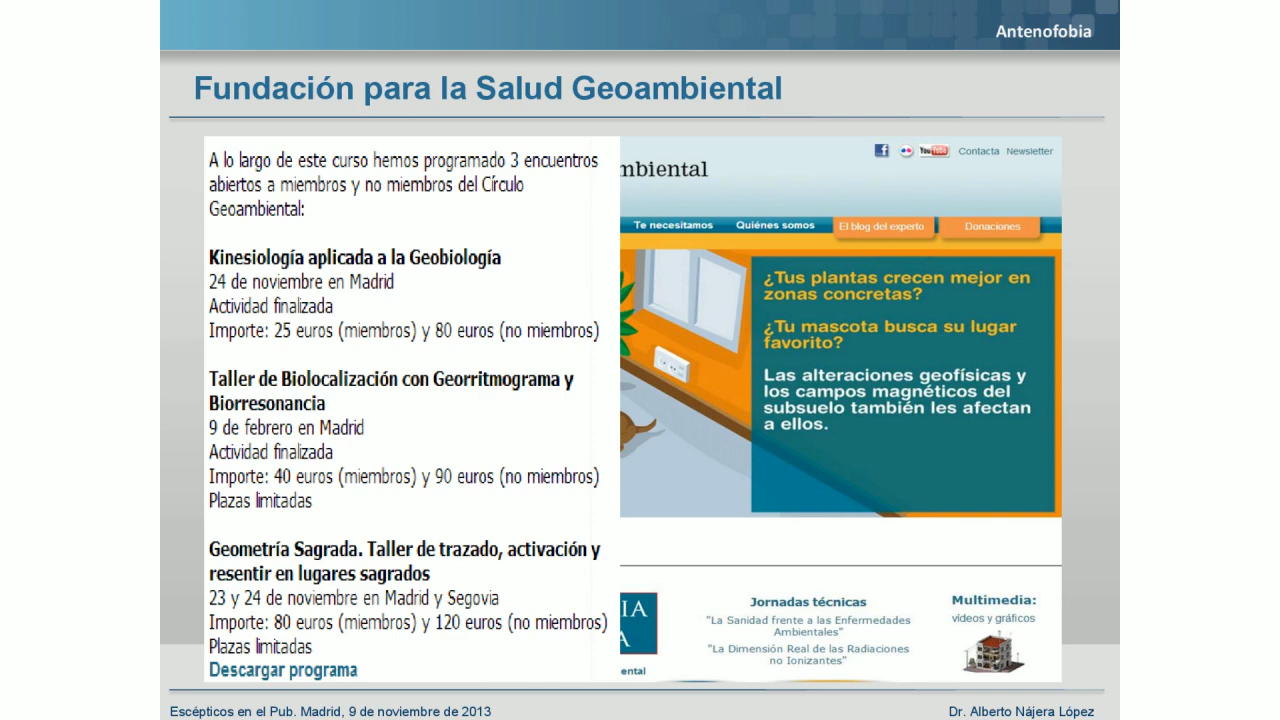 Antenofobia
Fundación para la Salud Geoambiental
A lo largo de este curso hemos programado 3 encuentros
abiertos a miembros y no miembros del Círculo
Geoambiental:
Kinesiología aplicada a la Geobiología
24 de noviembre en Madrid
Actividad finalizada
Importe: 25 euros (miembros) y 80 euros (no miembros)
Taller de Biolocalización con Georritmograma y
Biorresonancia
9 de febrero en Madrid
Actividad finalizada
Importe: 40 euros (miembros) y 90 euros (no miembros)
Plazas limitadas
Geometría Sagrada. Taller de trazado, activación y
resentir en lugares sagrados
23 y 24 de noviembre en Madrid y Segovia
Importe: 80 euros (miembros) y 120 euros (no miembros)
Plazas limitadas
Descargar programa
mbiental
You Tube Contacta Newsletter
Te necesitamos Quiénes somos El blog del experto Donaciones
¿Tus plantas crecen mejor en
zonas concretas?
¿Tu mascota busca su lugar
favorito?
Las alteraciones geofísicas y
los campos magnéticos del
subsuelo también les afectan
a ellos.
IA
A
ental
Jornadas técnicas
"La Sanidad frente a las Enfermedades
Ambientales"
"La Dimensión Real de las Radiaciones
no Ionizantes"
Multimedia:
vídeos y gráficos
Escépticos en el Pub. Madrid, 9 de noviembre de 2013
Dr. Alberto Nájera López